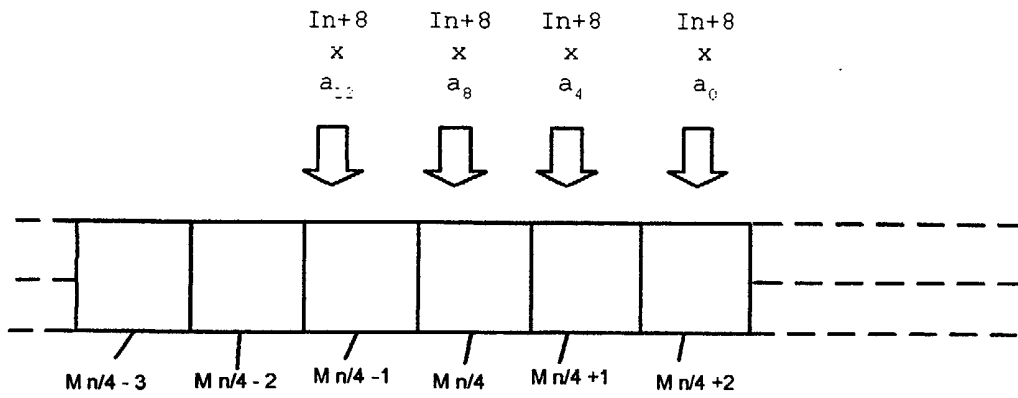 In+8 In+8 In+8 In+8
x x x x
a₁₂ a₈ a₄ a₀
M n/4 - 3 M n/4 - 2 M n/4 -1 M n/4 M n/4 +1 M n/4 +2